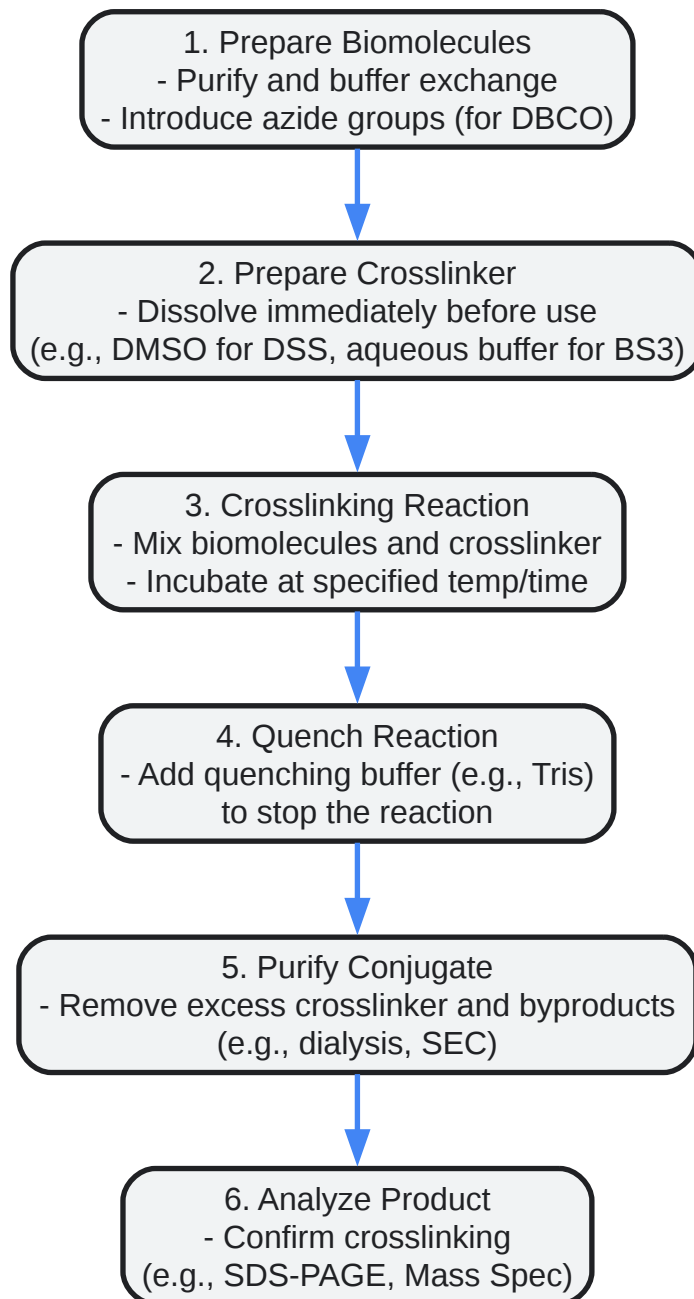 1. Prepare Biomolecules
- Purify and buffer exchange
- Introduce azide groups (for DBCO)
2. Prepare Crosslinker
- Dissolve immediately before use
(e.g., DMSO for DSS, aqueous buffer for BS3)
3. Crosslinking Reaction
- Mix biomolecules and crosslinker
- Incubate at specified temp/time
4. Quench Reaction
- Add quenching buffer (e.g., Tris)
to stop the reaction
5. Purify Conjugate
- Remove excess crosslinker and byproducts
(e.g., dialysis, SEC)
6. Analyze Product
- Confirm crosslinking
(e.g., SDS-PAGE, Mass Spec)